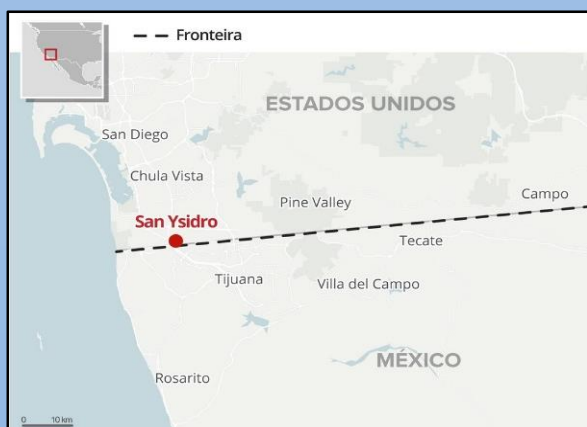 Fronteira
ESTADOS UNIDOS
San Diego
Chula Vista
Pine Valley
Campo
San Ysidro
Tecate
Tijuana
Villa del Campo
MÉXICO
Rosarito
0 10 km